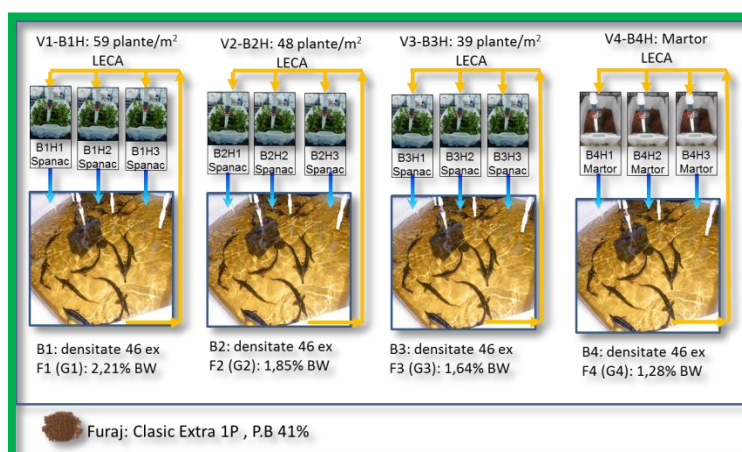 V1-B1H: 59 plante/m²
LECA
B1H1
Spanac
B1H2
Spanac
B1H3
Spanac
B1: densitate 46 ex
F1 (G1): 2,21% BW
V2-B2H: 48 plante/m²
LECA
B2H1
Spanac
B2H2
Spanac
B2H3
Spanac
B2: densitate 46 ex
F2 (G2): 1,85% BW
V3-B3H: 39 plante/m²
LECA
B3H1
Spanac
B3H2
Spanac
B3H3
Spanac
B3: densitate 46 ex
F3 (G3): 1,64% BW
V4-B4H: Martor
LECA
B4H1
Martor
B4H2
Martor
B4H3
Martor
B4: densitate 46 ex
F4 (G4): 1,28% BW
Furaj: Clasic Extra 1P , P.B 41%